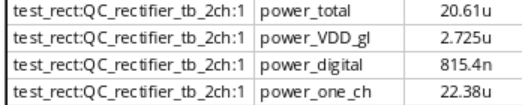 test_rect:QC_rectifier_tb_2ch:1 power_total 20.61u
test_rect:QC_rectifier_tb_2ch:1 power_VDD_gl 2.725u
test_rect:QC_rectifier_tb_2ch:1 power_digital 815.4n
test_rect:QC_rectifier_tb_2ch:1 power_one_ch 22.38u